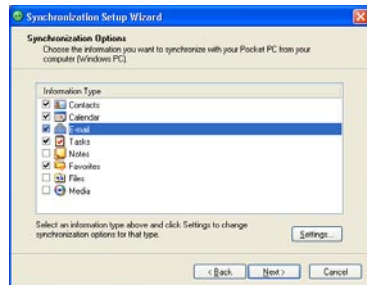 Synchronization Setup Wizard
Synchronization Options
Choose the information you want to synchronize with your Pocket PC from your
computer (Windows PC).
Information Type
Contacts
Calendar
E-mail
Tasks
Notes
Favorites
Files
Media
Select an information type above and click Settings to change
synchronization options for that type.
Settings...
< Back
Next >
Cancel